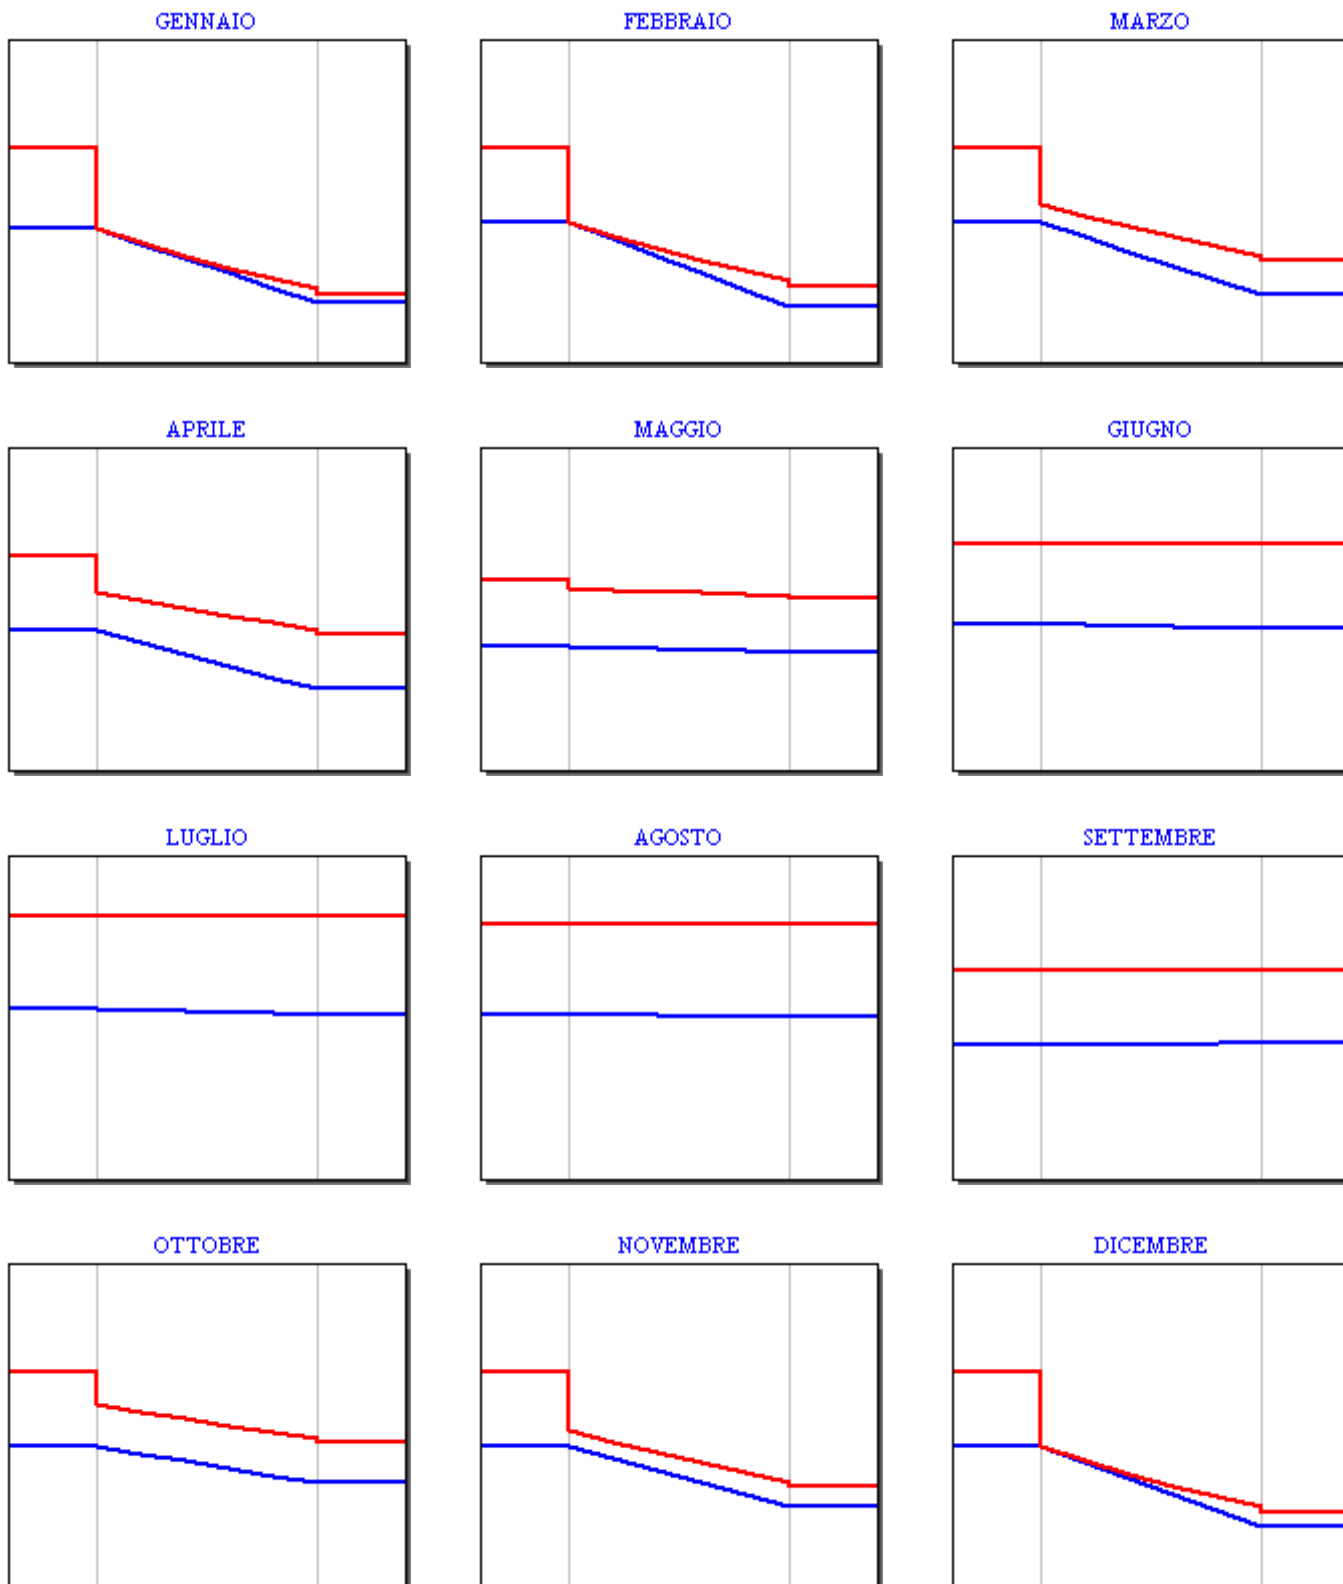 GENNAIO
FEBBRAIO
MARZO
APRILE
MAGGIO
GIUGNO
LUGLIO
AGOSTO
SETTEMBRE
OTTOBRE
NOVEMBRE
DICEMBRE